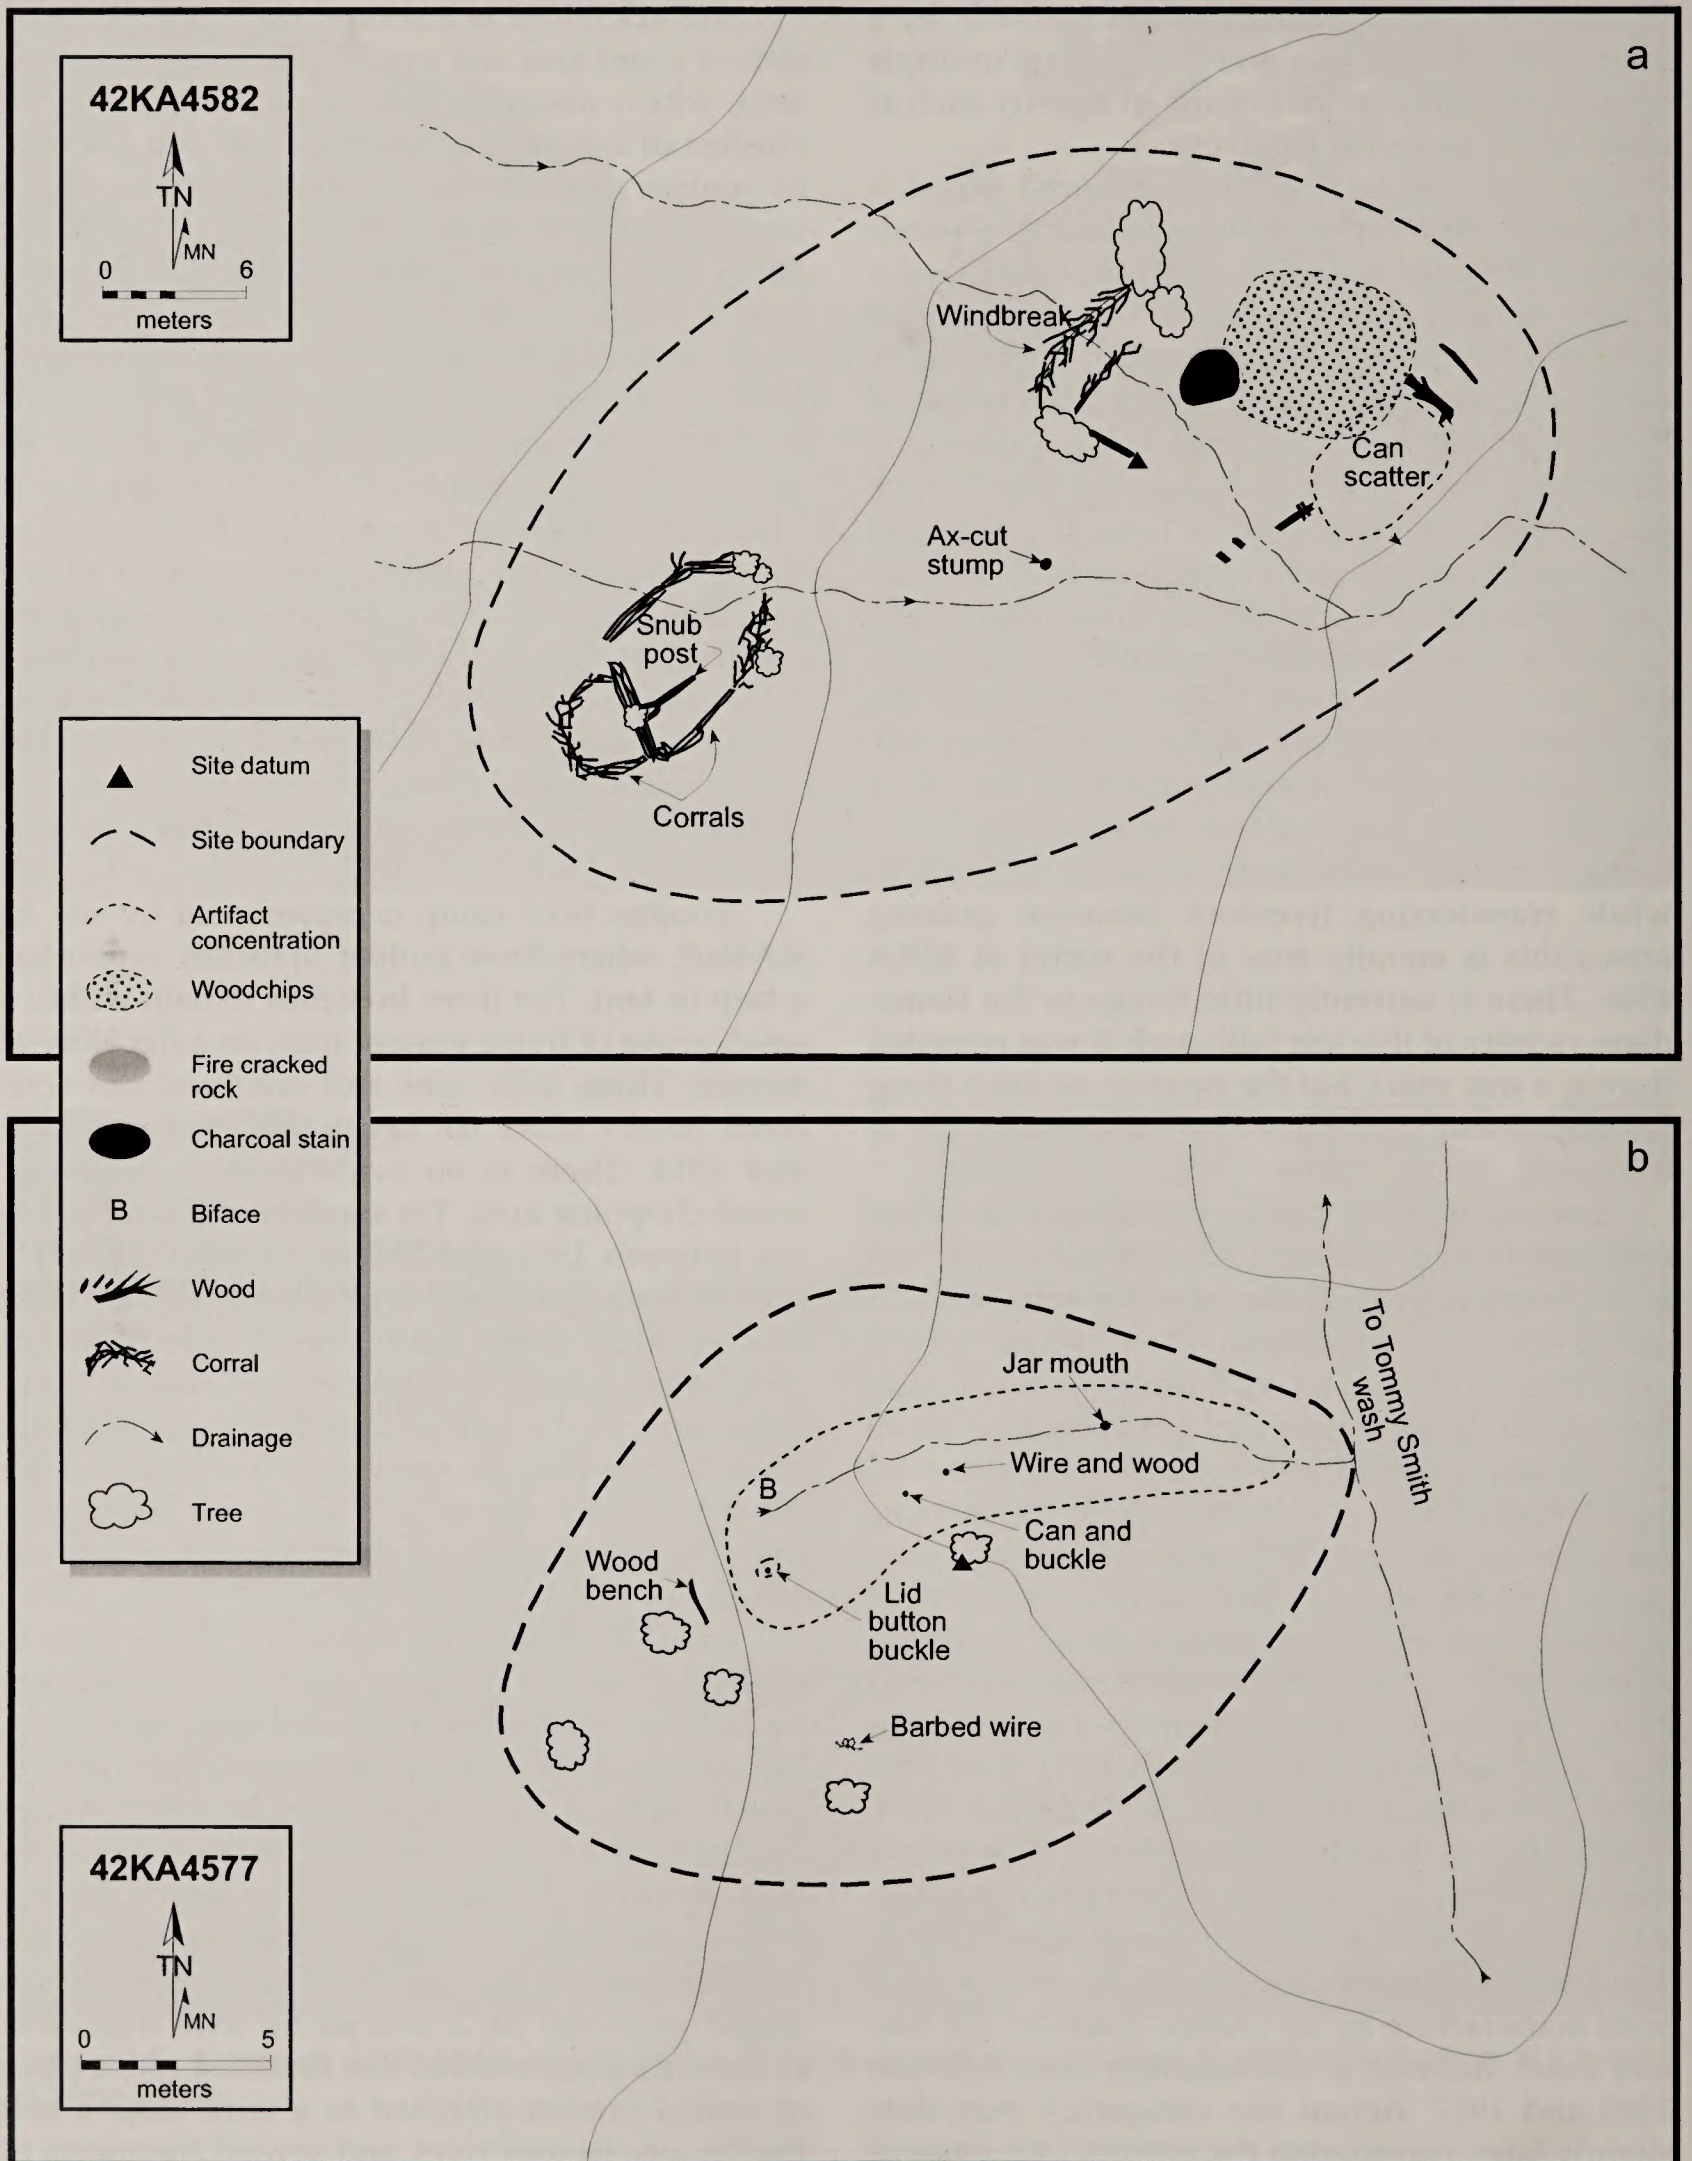 a
42KA4582
TN
MN
0 6
meters
Windbreak
Can
scatter
Ax-cut
stump
Snub
post
Corrals
Site datum
Site boundary
Artifact
concentration
Woodchips
Fire cracked
rock
Charcoal stain
B Biface
Wood
Corral
Drainage
Tree
b
To Tommy Smith
wash
Jar mouth
Wire and wood
B
Can and
buckle
Wood
bench
Lid
button
buckle
Barbed wire
42KA4577
TN
MN
0 5
meters